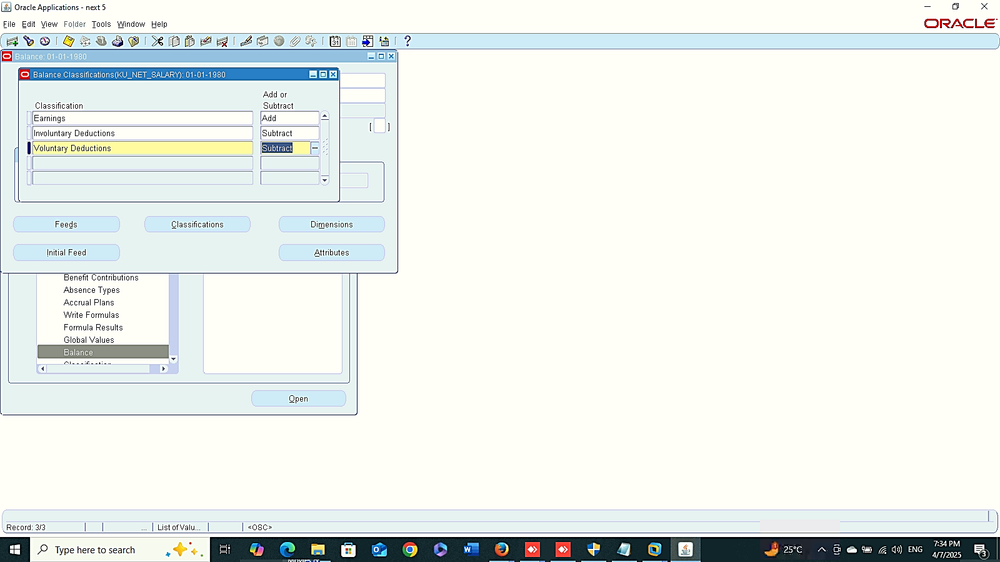 Oracle Applications - next 5
File Edit View Folder Tools Window Help
ORACLE
Balance: 01-01-1980
Balance Classifications(KU_NET_SALARY): 01-01-1980
Add or
Classification Subtract
Earnings Add
Involuntary Deductions Subtract
Voluntary Deductions Subtract ...
[ ]
Feeds Classifications Dimensions
Initial Feed Attributes
Benefit Contributions
Absence Types
Accrual Plans
Write Formulas
Formula Results
Global Values
Balance
Open
Record: 3/3 ... List of Valu... <OSC>
Type here to search
25°C
ENG
7:34 PM
4/7/2025
3